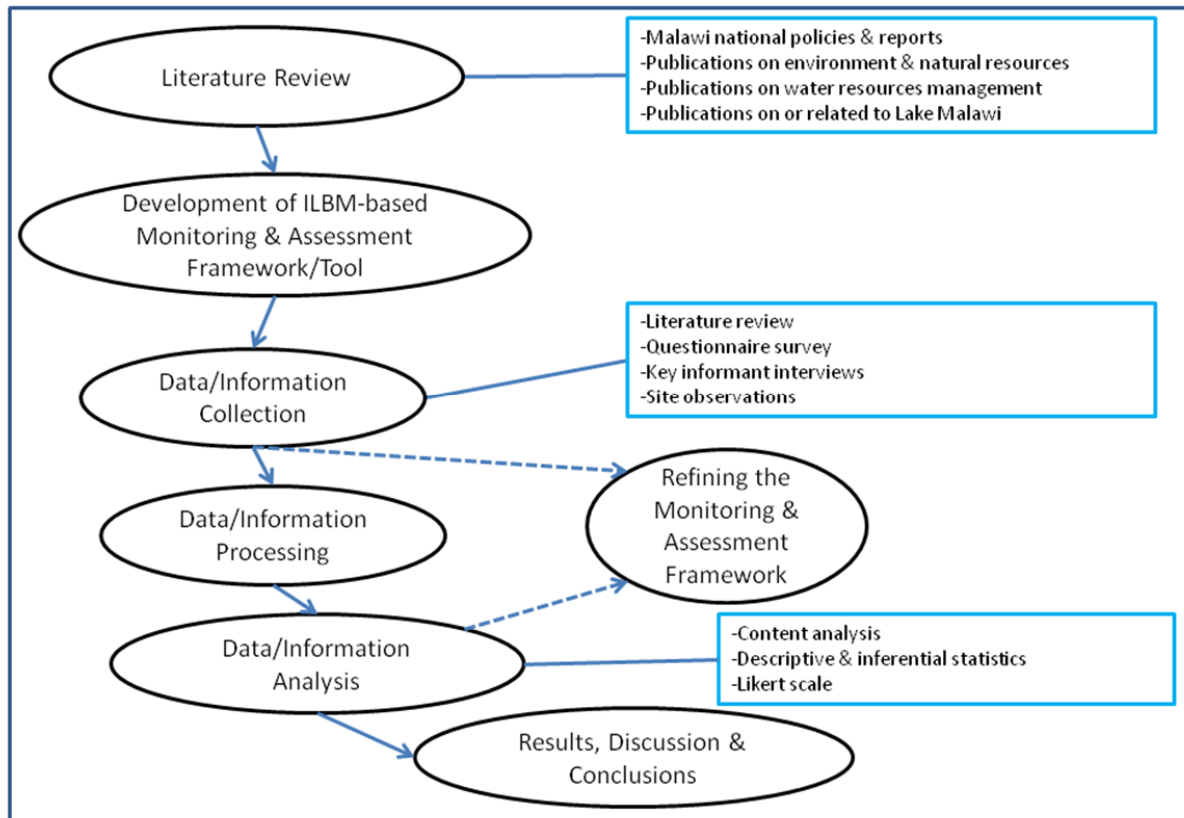 Literature Review
-Malawi national policies & reports
-Publications on environment & natural resources
-Publications on water resources management
-Publications on or related to Lake Malawi
Development of ILBM-based
Monitoring & Assessment
Framework/Tool
Data/Information
Collection
-Literature review
-Questionnaire survey
-Key informant interviews
-Site observations
Refining the
Monitoring &
Assessment
Framework
Data/Information
Processing
Data/Information
Analysis
-Content analysis
-Descriptive & inferential statistics
-Likert scale
Results, Discussion &
Conclusions